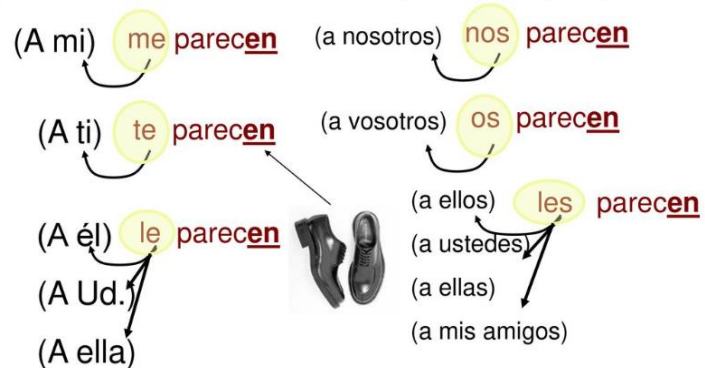 (A mi) me parecen
(A ti) te parecen
(A él) le parecen
(A Ud.)
(A ella)
(a nosotros) nos parecen
(a vosotros) os parecen
(a ellos) les parecen
(a ustedes)
(a ellas)
(a mis amigos)